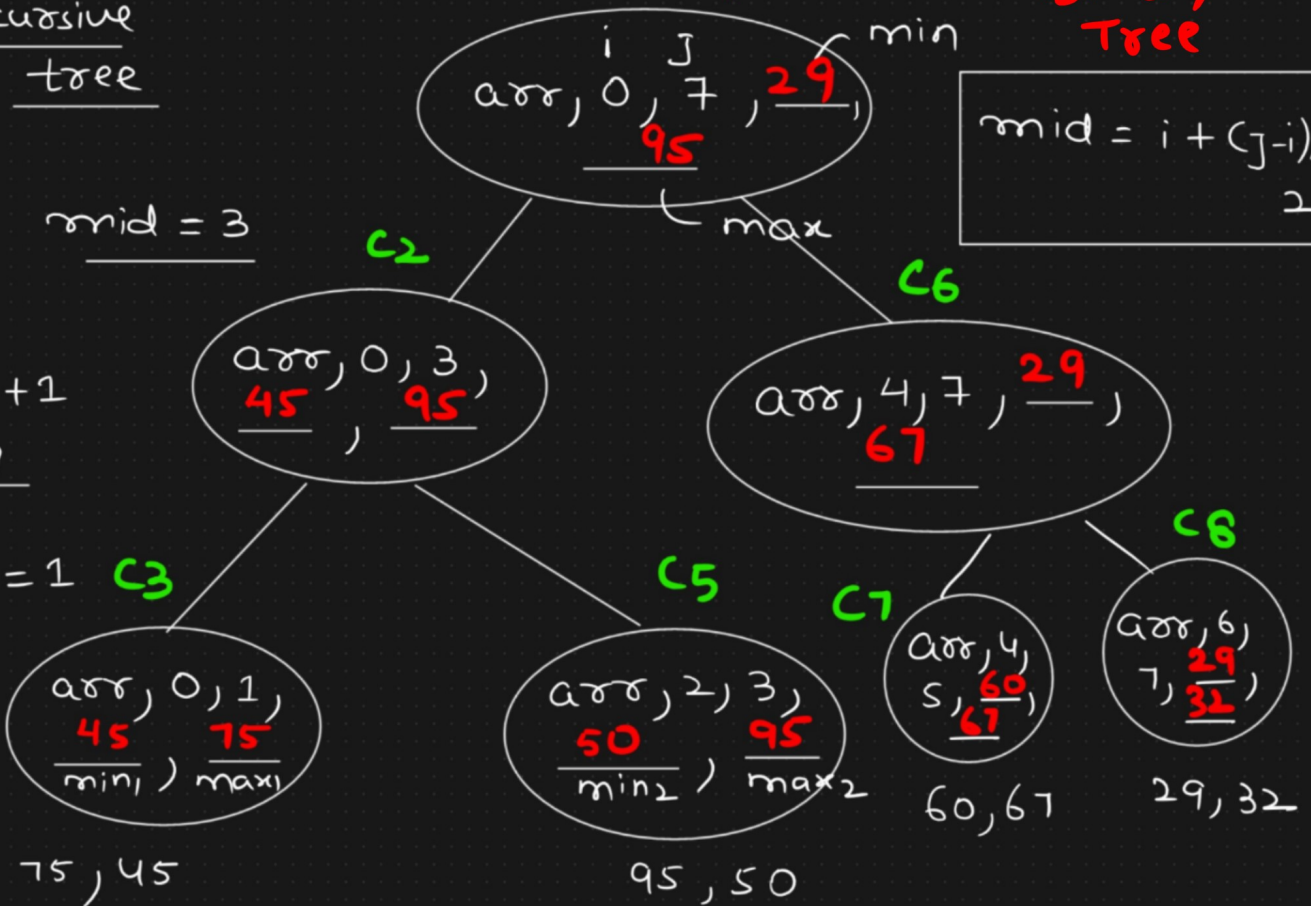 tree
Tree
i J
min
arr, 0, 7, 29,
95
max
mid = i + (J-i)
2
mid = 3
C2
C6
arr, 0, 3,
45, 95
arr, 4, 7, 29,
67
+1
=1
C3
C5
C7
C8
arr, 0, 1,
45, 75
min1, max1
75, 45
arr, 2, 3,
50, 95
min2, max2
95, 50
arr, 4,
5, 60,
67
60, 67
arr, 6,
7, 29,
32
29, 32